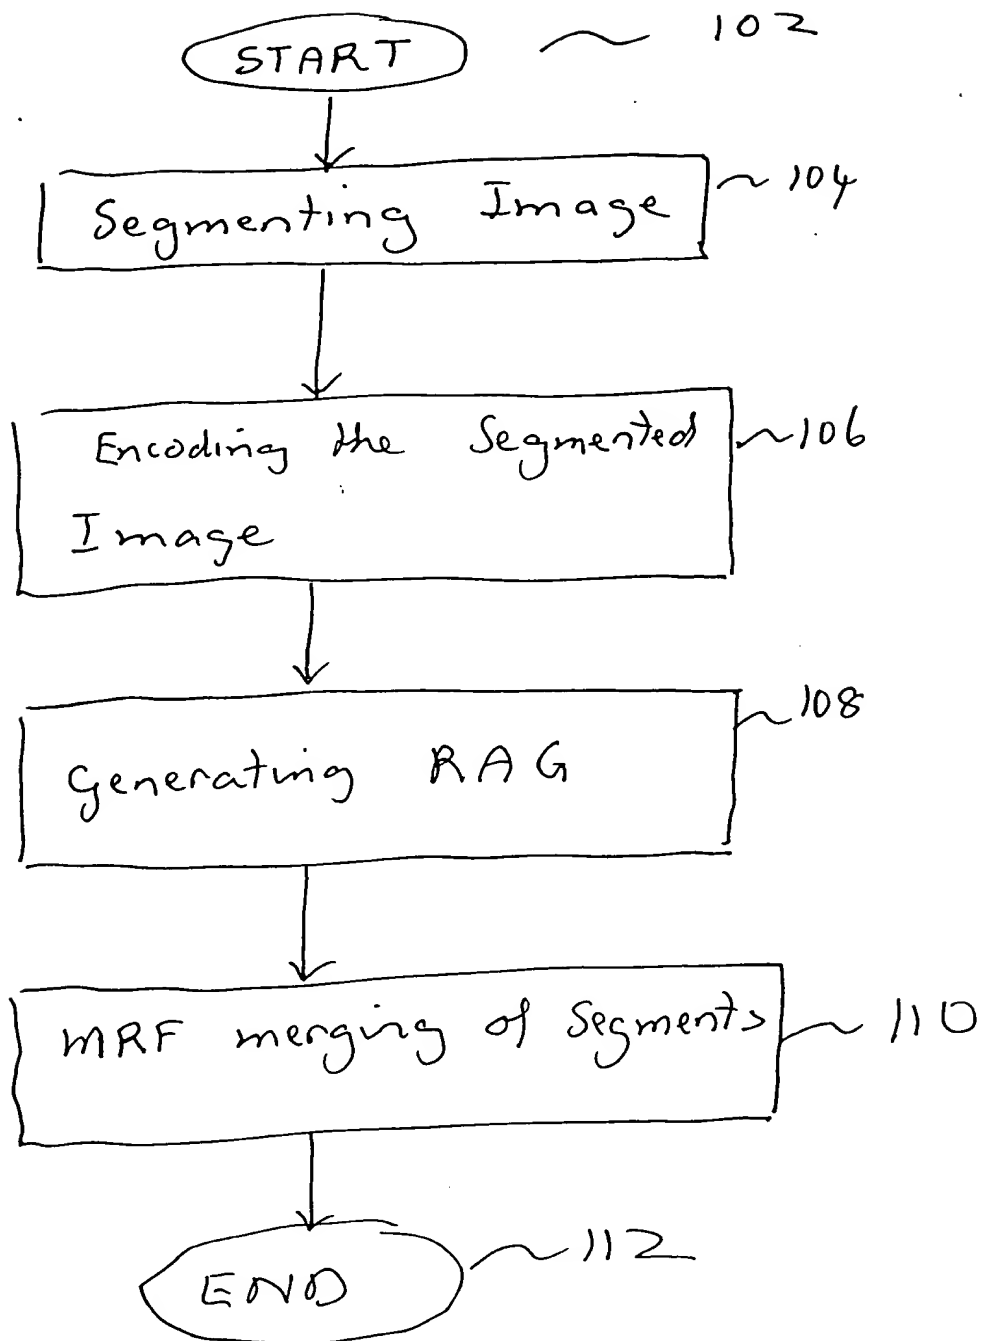 START 102
Segmenting Image 104
Encoding the Segmented 106
Image
Generating RAG 108
MRF merging of Segments 110
END 112